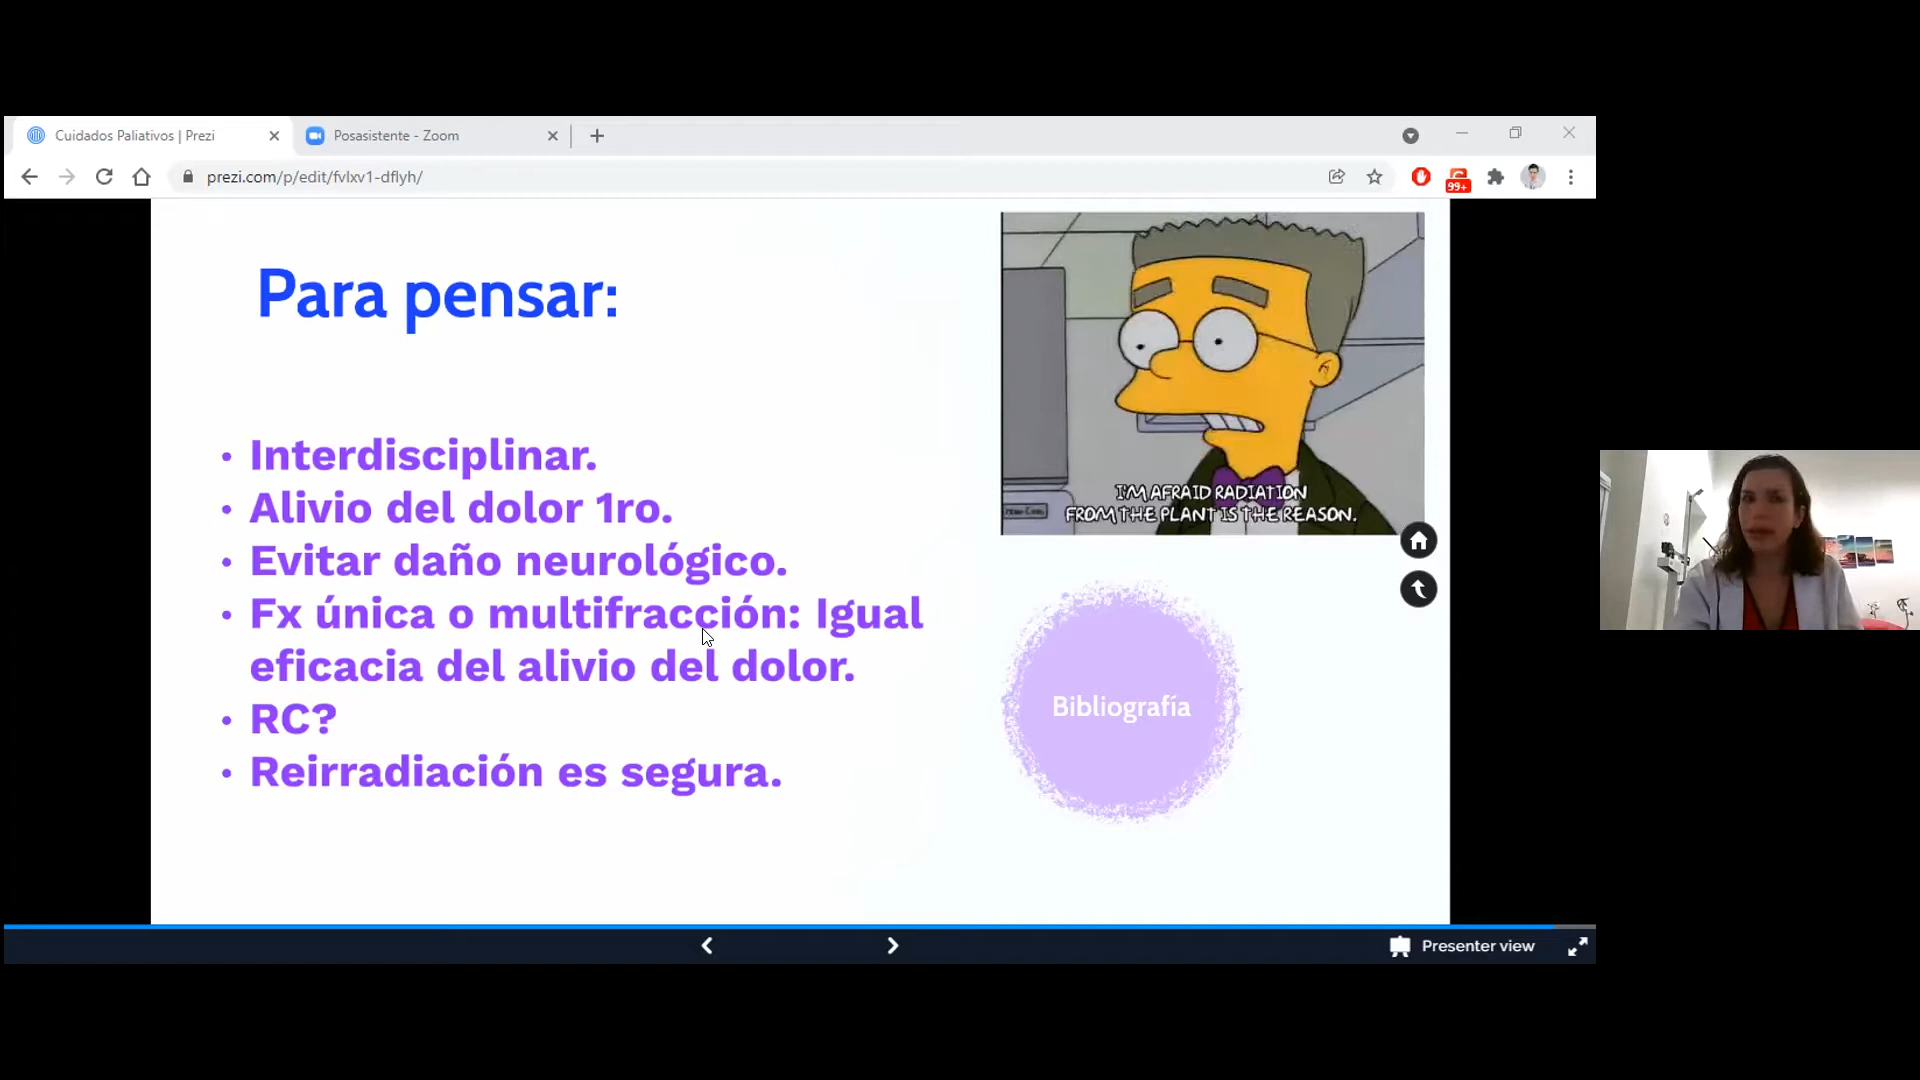 Cuidados Paliativos | Prezi
Posasistente - Zoom
prezi.com/p/edit/fvlxv1-dflyh/
99+
Para pensar:
• Interdisciplinar.
• Alivio del dolor 1ro.
• Evitar daño neurológico.
• Fx única o multifracción: Igual
eficacia del alivio del dolor.
• RC?
• Reirradiación es segura.
I'M AFRAID RADIATION
FROM THE PLANT IS THE REASON.
Bibliografía
Presenter view